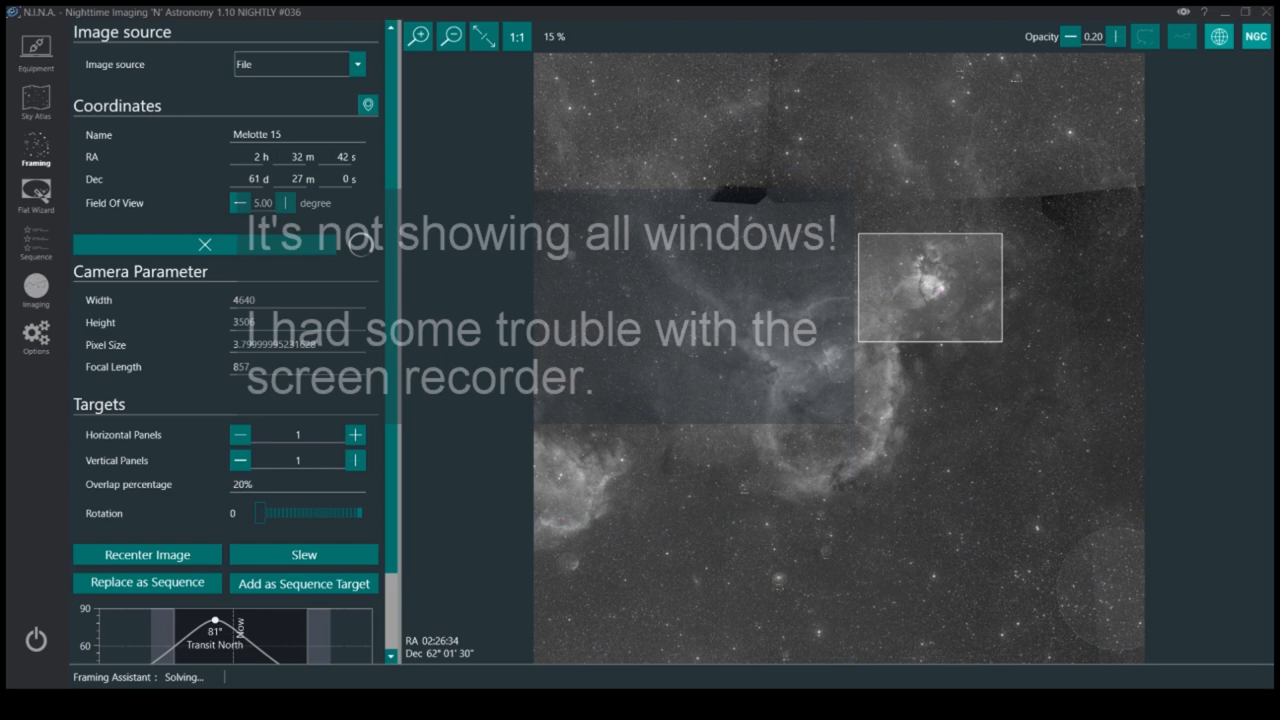 N.I.N.A. - Nighttime Imaging 'N' Astronomy 1.10 NIGHTLY #036
Equipment
Sky Atlas
Framing
Flat Wizard
Sequence
Imaging
Options
Image source
Image source File
Coordinates
Name Melotte 15
RA 2 h 32 m 42 s
Dec 61 d 27 m 0 s
Field Of View 5.00 degree
Camera Parameter
Width 4640
Height 3506
Pixel Size 3.79999995231628
Focal Length 857
Targets
Horizontal Panels 1
Vertical Panels 1
Overlap percentage 20%
Rotation 0
Recenter Image Slew
Replace as Sequence Add as Sequence Target
90
60
81°
Transit North
Now
1:1 15 % Opacity 0.20 NGC
It's not showing all windows!
I had some trouble with the
screen recorder.
RA 02:26:34
Dec 62° 01' 30"
Framing Assistant : Solving...